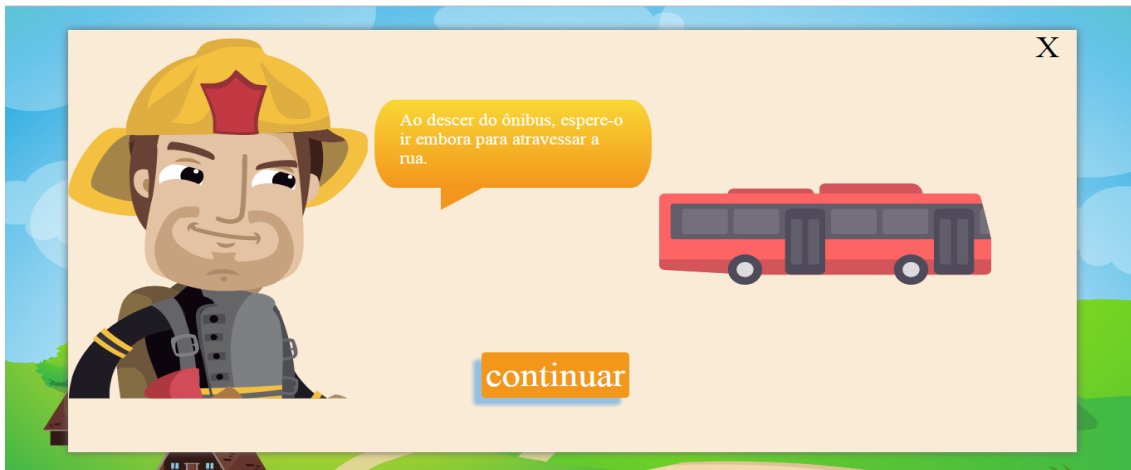 X
Ao descer do ônibus, espere-o
ir embora para atravessar a
rua.
continuar